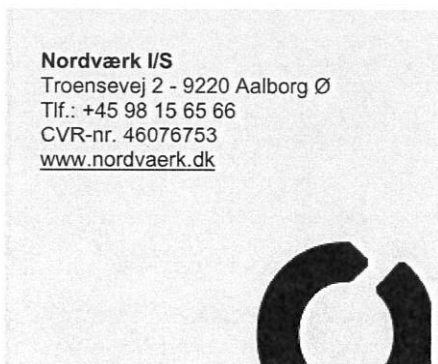 Nordværk I/S
Troensevej 2 - 9220 Aalborg Ø
Tlf.: +45 98 15 65 66
CVR-nr. 46076753
www.nordvaerk.dk